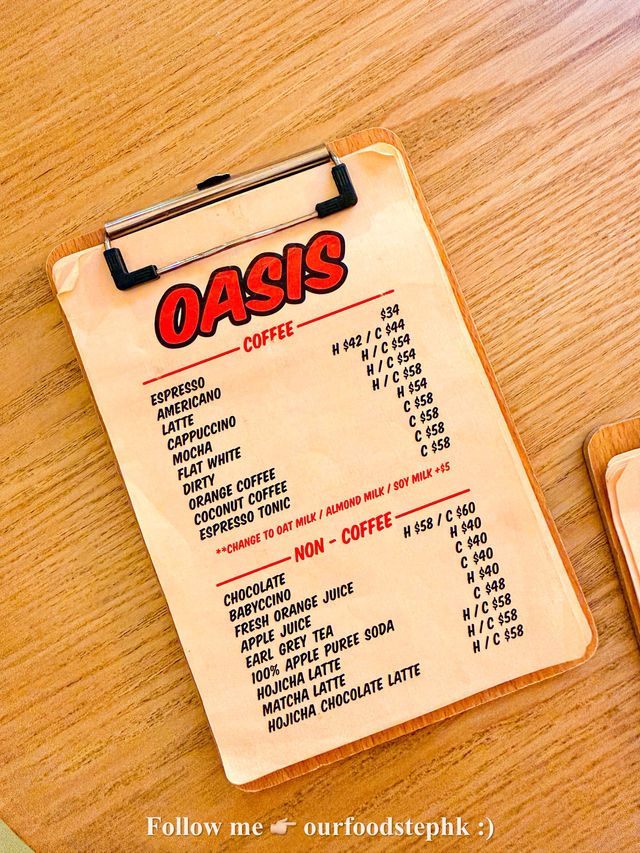 OASIS
COFFEE
ESPRESSO $34
AMERICANO H $42 / C $44
LATTE H / C $54
CAPPUCCINO H / C $54
MOCHA H / C $58
FLAT WHITE H $54
DIRTY C $58
ORANGE COFFEE C $58
COCONUT COFFEE C $58
ESPRESSO TONIC C $58
**CHANGE TO OAT MILK / ALMOND MILK / SOY MILK +$5
NON - COFFEE
CHOCOLATE H $58 / C $60
BABYCCINO H $40
FRESH ORANGE JUICE C $40
APPLE JUICE C $40
EARL GREY TEA H $40
100% APPLE PUREE SODA C $48
HOJICHA LATTE H / C $58
MATCHA LATTE H / C $58
HOJICHA CHOCOLATE LATTE H / C $58
Follow me 👉🏼 ourfoodstephk :)